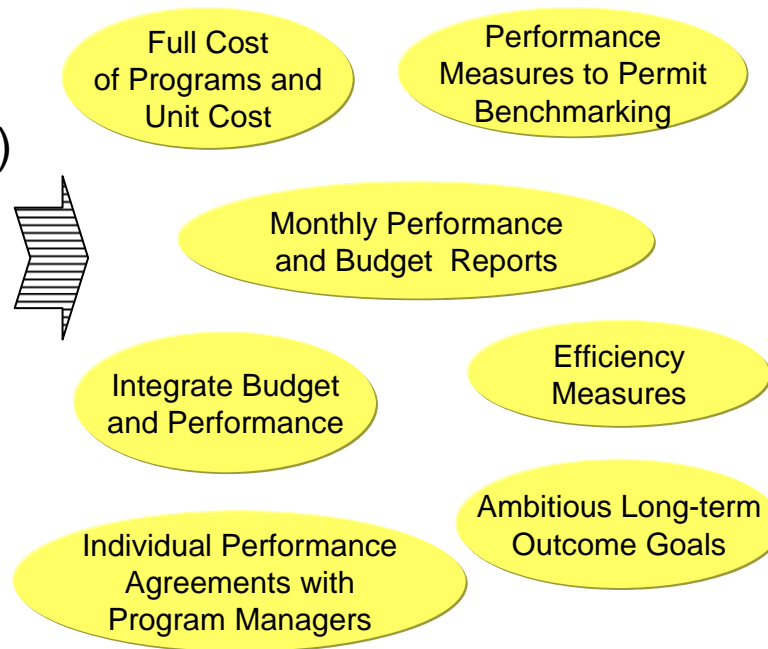 Full Cost
of Programs and
Unit Cost
Performance
Measures to Permit
Benchmarking
)
Monthly Performance
and Budget Reports
Integrate Budget
and Performance
Efficiency
Measures
Ambitious Long-term
Outcome Goals
Individual Performance
Agreements with
Program Managers